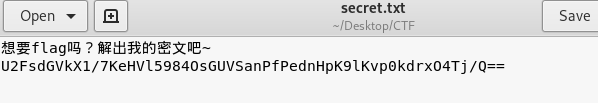 Open
secret.txt
~/Desktop/CTF
Save
想要flag吗？解出我的密文吧~
U2FsdGVkX1/7KeHVl5984OsGUVSanPfPednHpK9lKvp0kdrxO4Tj/Q==